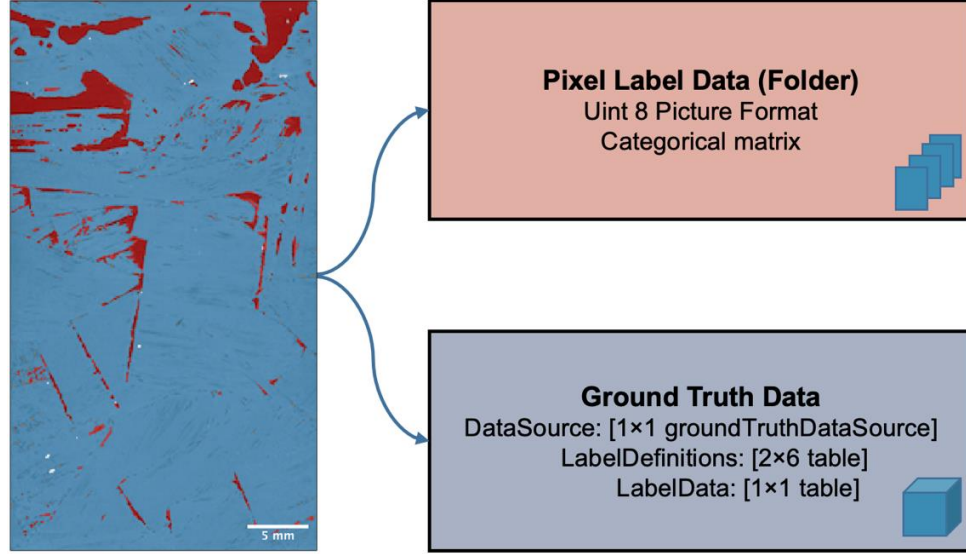 Pixel Label Data (Folder)
Uint 8 Picture Format
Categorical matrix
5 mm
Ground Truth Data
DataSource: [1×1 groundTruthDataSource]
LabelDefinitions: [2×6 table]
LabelData: [1×1 table]